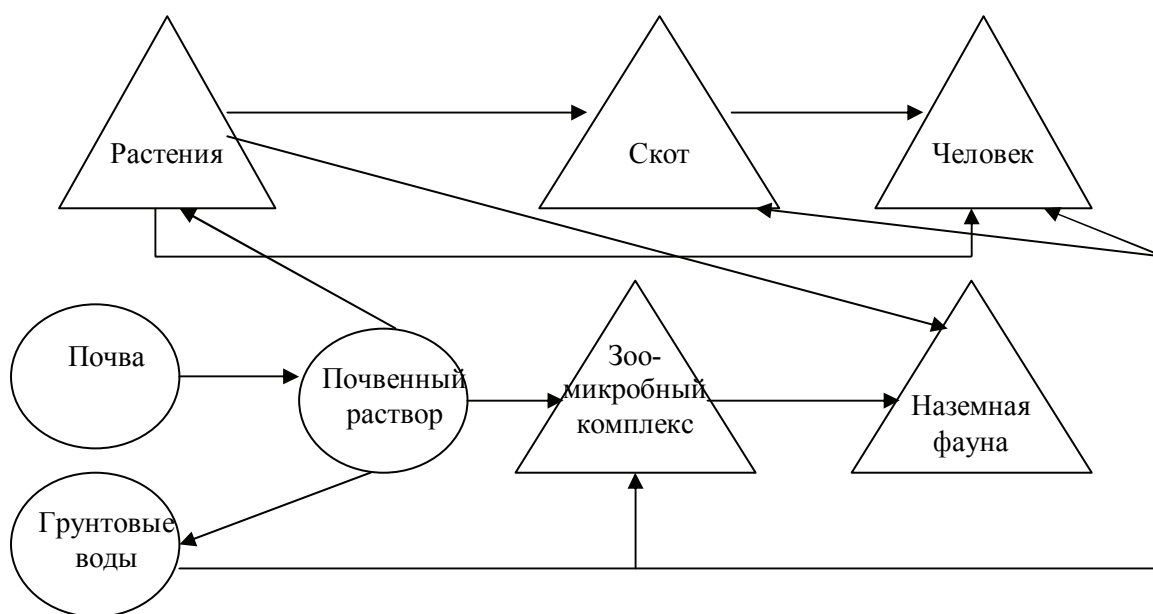 Растения
Скот
Человек
Почва
Почвенный
раствор
Зоо-
микробный
комплекс
Наземная
фауна
Грунтовые
воды